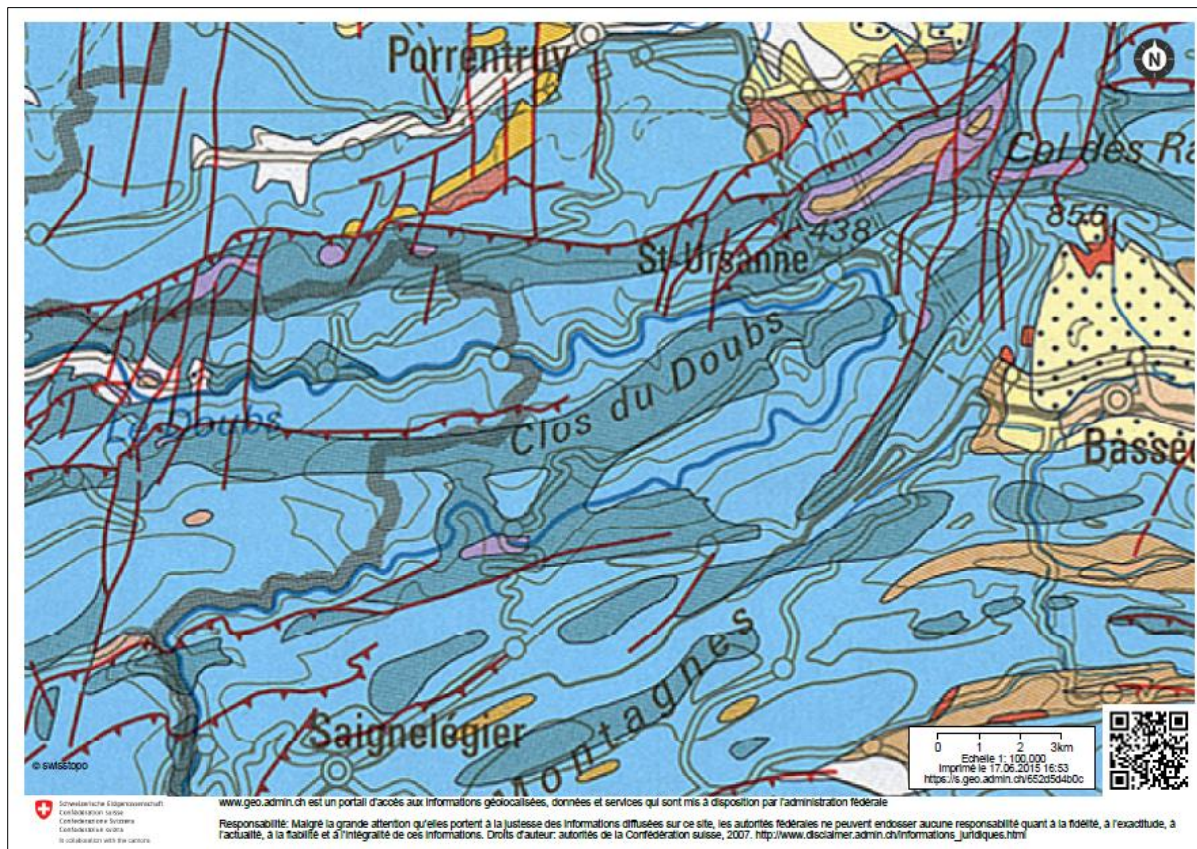 Porrentruy
N
Col des Ra
856
438
St-Ursanne
Clos du Doubs
Le Doubs
Bassec
Montagnes
Saignelégier
© swisstopo
0 1 2 3km
Echelle 1: 100,000
Imprimé le 17.06.2015 16:53
https://s.geo.admin.ch/652d5d4b0c
Schweizerische Eidgenossenschaft
Confédération suisse
Confederazione Svizzera
Confederaziun svizra
In collaboration with the cantons
www.geo.admin.ch est un portail d'accès aux informations géolocalisées, données et services qui sont mis à disposition par l'administration fédérale
Responsabilité: Malgré la grande attention qu'elles portent à la justesse des informations diffusées sur ce site, les autorités fédérales ne peuvent endosser aucune responsabilité quant à la fidélité, à l'exactitude, à
l'actualité, à la fiabilité et à l'intégralité de ces informations. Droits d'auteur: autorités de la Confédération suisse, 2007. http://www.disclaimer.admin.ch/informations_juridiques.html